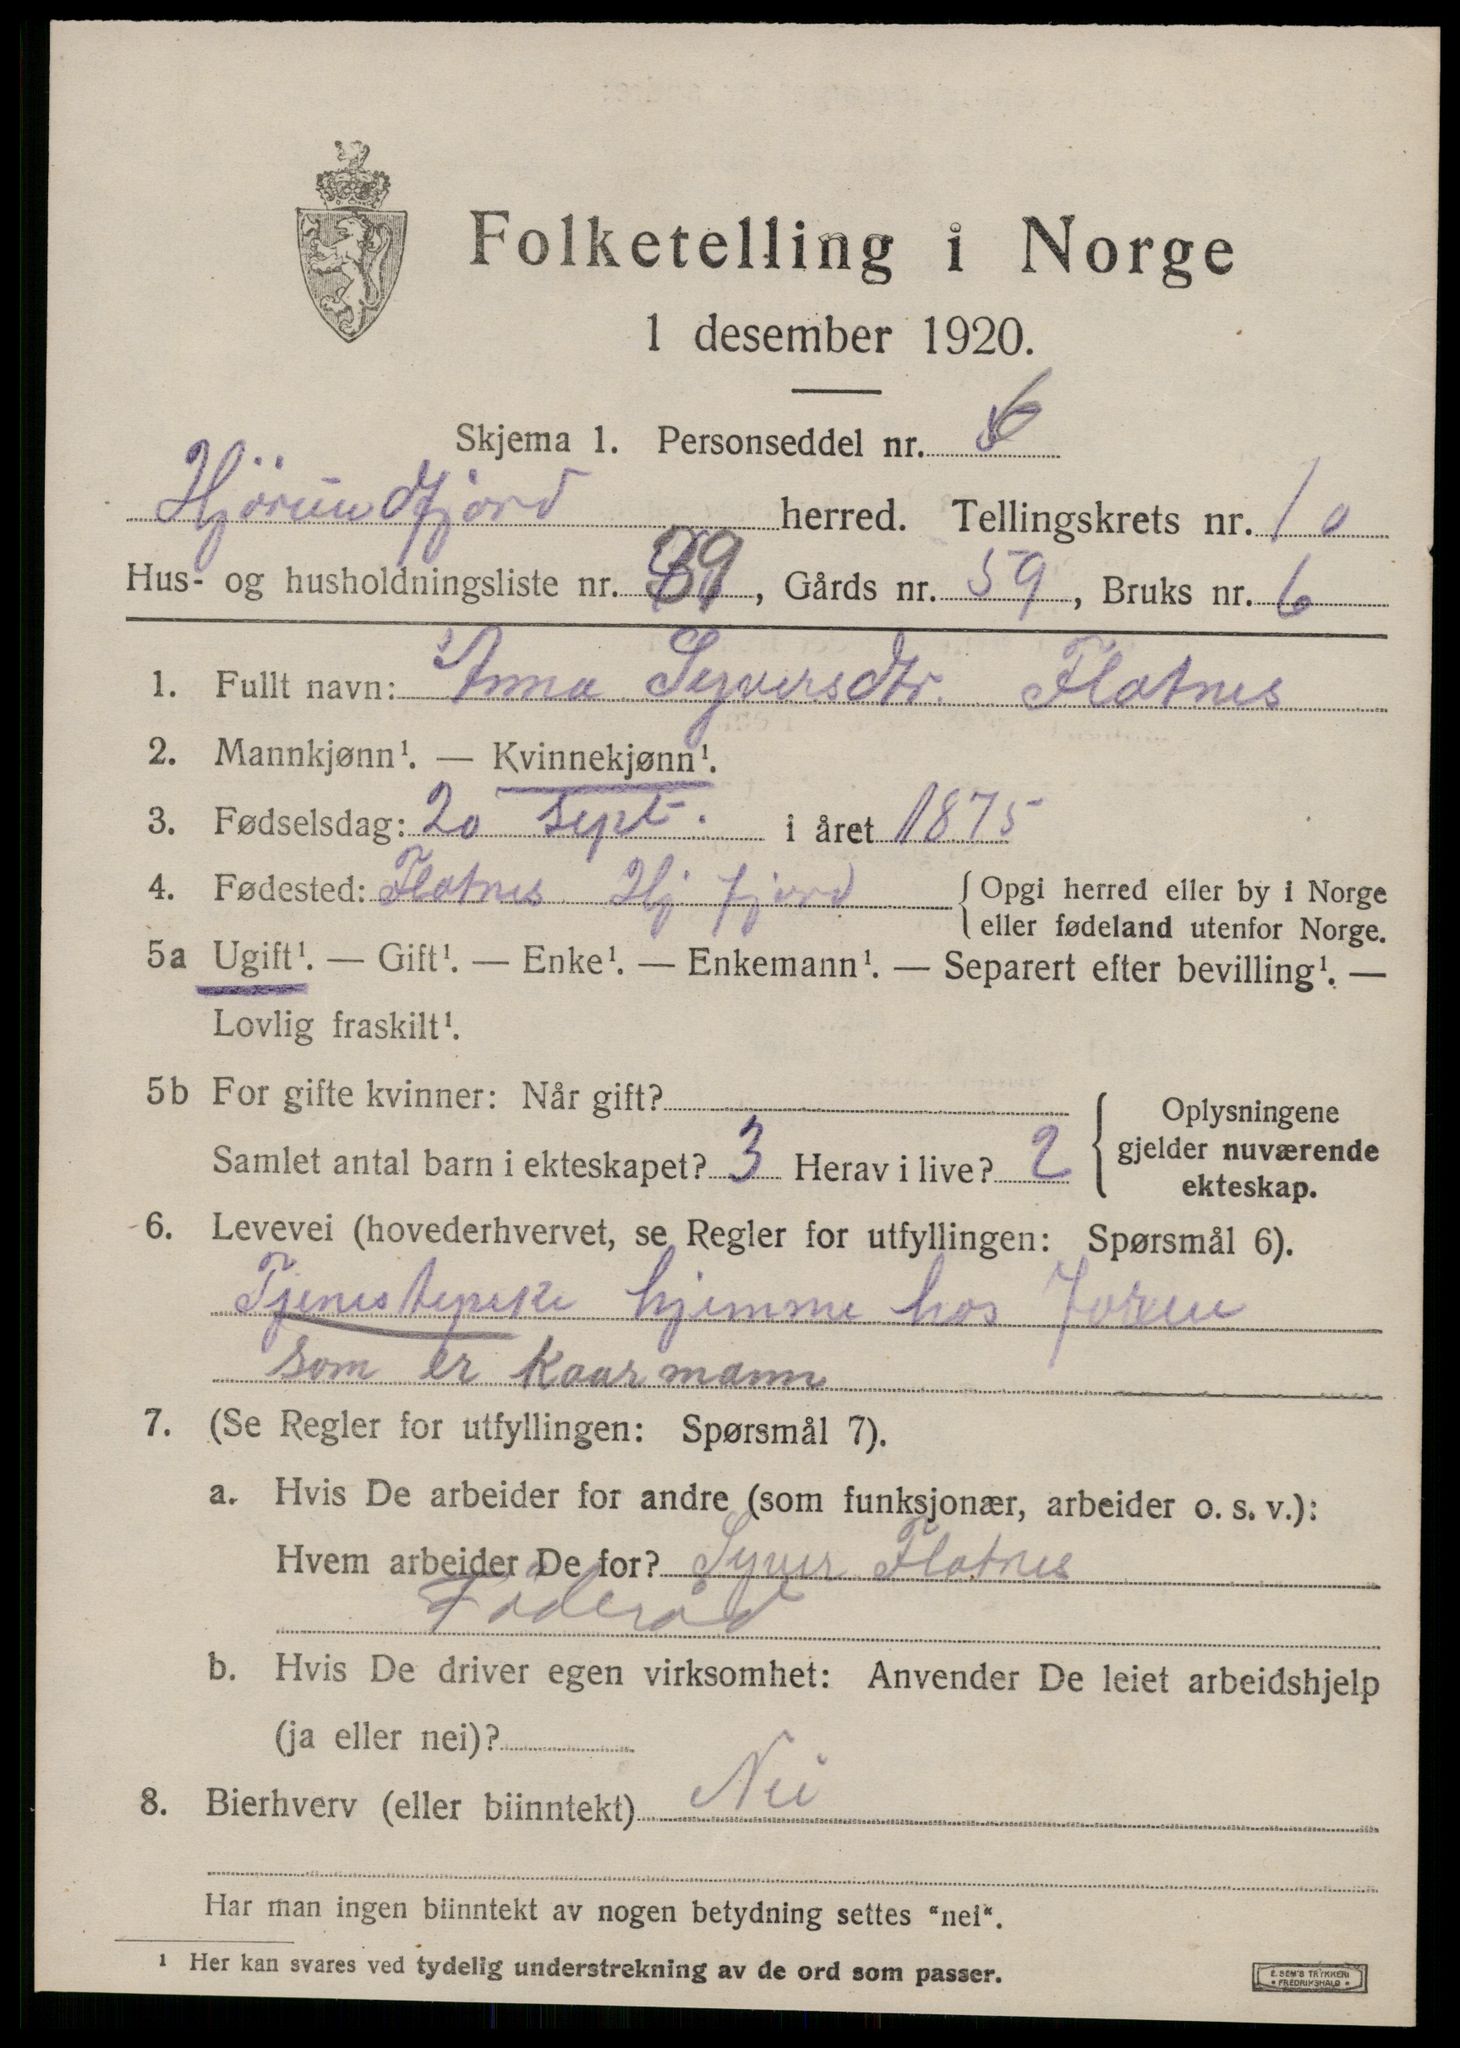 Folketelling i Norge
1 desember 1920.
Skjema 1. Personseddel nr. 6
Hjörundfjord herred. Tellingskrets nr. 10
Hus- og husholdningsliste nr. 39, Gårds nr. 59, Bruks nr. 6
1. Fullt navn: Anna Syversdtr. Flatnes
2. Mannkjønn¹. — Kvinnekjønn¹.
3. Fødselsdag: 20 sept. i året 1875
4. Fødested: Flatnes Hj fjord {Opgi herred eller by i Norge
eller fødeland utenfor Norge.
5a Ugift¹. — Gift¹. — Enke¹. — Enkemann¹. — Separert efter bevilling¹. —
Lovlig fraskilt¹.
5b For gifte kvinner: Når gift?
Samlet antal barn i ekteskapet? 3 Herav i live? 2
Oplysningene
gjelder nuværende
ekteskap.
6. Levevei (hovederhvervet, se Regler for utfyllingen: Spørsmål 6).
Tjenestepike hjemme hos
som er Kaarmann
7. (Se Regler for utfyllingen: Spørsmål 7).
a. Hvis De arbeider for andre (som funksjonær, arbeider o. s. v.):
Hvem arbeider De for? Syver Flatnes
Föderåd
b. Hvis De driver egen virksomhet: Anvender De leiet arbeidshjelp
(ja eller nei)?
8. Bierhverv (eller biinntekt) Nei
Har man ingen biinntekt av nogen betydning settes "nei".
¹ Her kan svares ved tydelig understrekning av de ord som passer.
E. SEM'S TRYKKERI
FREDRIKSHALD